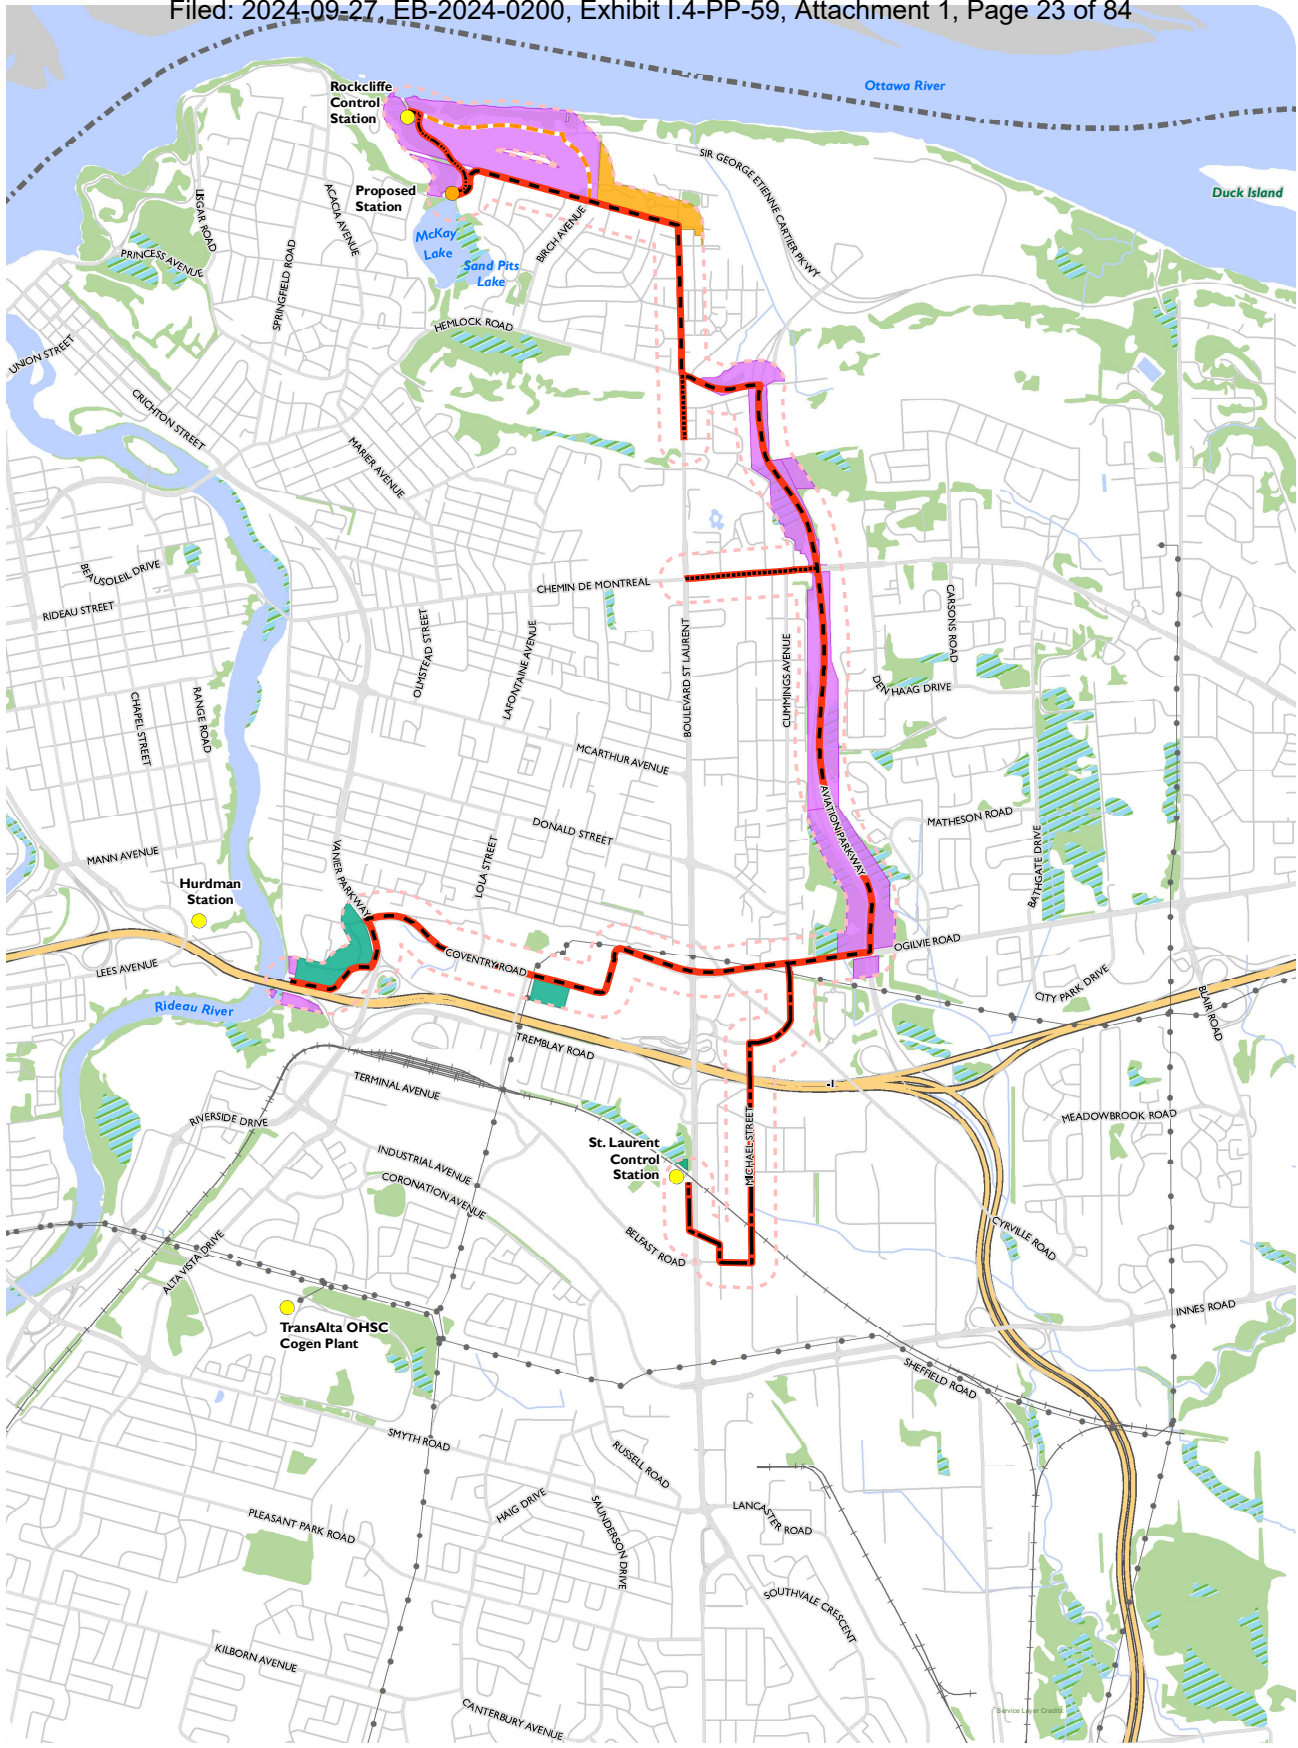 Filed: 2024-09-27, EB-2024-0200, Exhibit I.4-PP-59, Attachment 1, Page 23 of 84
Rockcliffe
Control
Station
Ottawa River
SIR GEORGE ETIENNE CARTIER PKWY
Duck Island
Proposed
Station
LISGAR ROAD
ACACIA AVENUE
BIRCH AVENUE
McKay
Lake
Sand Pits
Lake
PRINCESS AVENUE
SPRINGFIELD ROAD
HEMLOCK ROAD
UNION STREET
CRICHTON STREET
MARIER AVENUE
BEAUSOLEIL DRIVE
RIDEAU STREET
CHEMIN DE MONTREAL
OLMSTEAD STREET
LAFONTAINE AVENUE
BOULEVARD ST LAURENT
CUMMINGS AVENUE
CARSONS ROAD
DEN HAAG DRIVE
CHAPEL STREET
RANGE ROAD
MCARTHUR AVENUE
AVIATION PARKWAY
MATHESON ROAD
DONALD STREET
LOLA STREET
VANIER PARKWAY
MANN AVENUE
BATHGATE DRIVE
Hurdman
Station
OGILVIE ROAD
COVENTRY ROAD
LEES AVENUE
CITY PARK DRIVE
BLAIR ROAD
Rideau River
TREMBLAY ROAD
TERMINAL AVENUE
MICHAEL STREET
MEADOWBROOK ROAD
RIVERSIDE DRIVE
St. Laurent
Control
Station
INDUSTRIAL AVENUE
CORONATION AVENUE
BELFAST ROAD
CYRVILLE ROAD
ALTA VISTA DRIVE
INNES ROAD
TransAlta OHSC
Cogen Plant
SHEFFIELD ROAD
SMYTH ROAD
RUSSELL ROAD
HAIG DRIVE
SAUNDERSON DRIVE
LANCASTER ROAD
PLEASANT PARK ROAD
SOUTHVALE CRESCENT
KILBORN AVENUE
CANTERBURY AVENUE
Service Layer Credits: